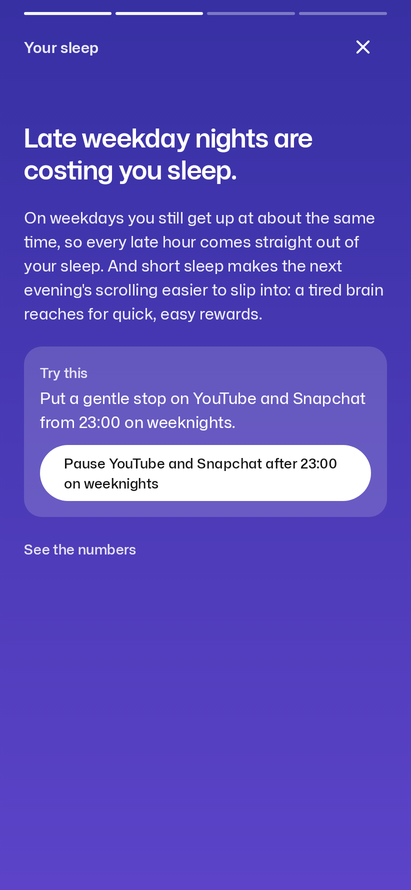 Your sleep
Late weekday nights are
costing you sleep.
On weekdays you still get up at about the same
time, so every late hour comes straight out of
your sleep. And short sleep makes the next
evening's scrolling easier to slip into: a tired brain
reaches for quick, easy rewards.
Try this
Put a gentle stop on YouTube and Snapchat
from 23:00 on weeknights.
Pause YouTube and Snapchat after 23:00
on weeknights
See the numbers